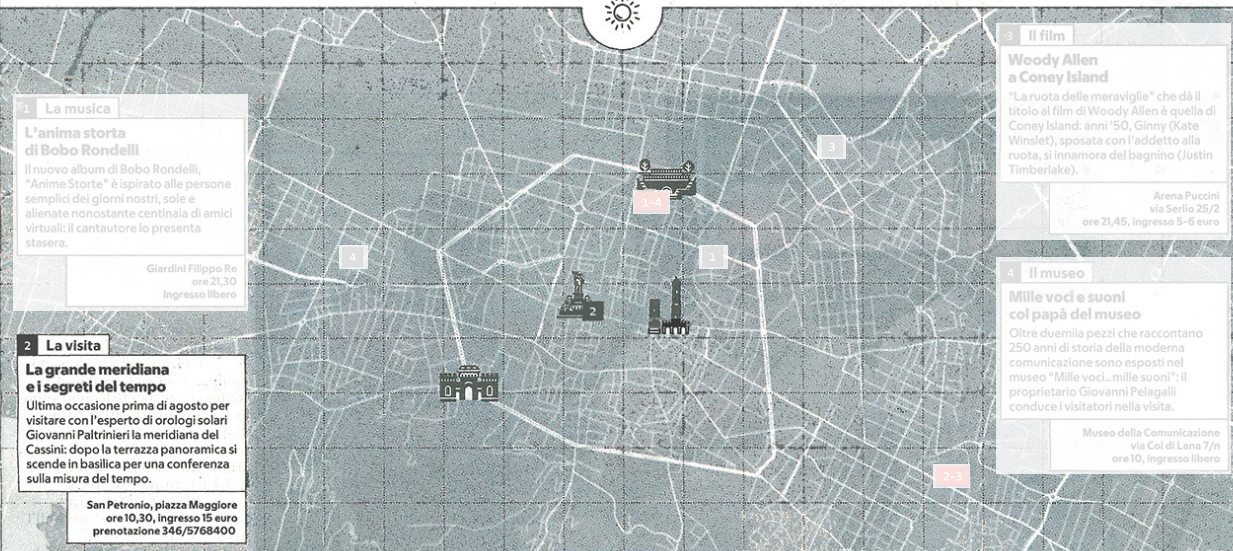 1 La musica
L'anima storta
di Bobo Rondelli
Il nuovo album di Bobo Rondelli,
"Anime Storte" è ispirato alle persone
semplici dei giorni nostri, sole e
alienate nonostante centinaia di amici
virtuali: il cantautore lo presenta
stasera.
Giardini Filippo Re
ore 21,30
ingresso libero
2 La visita
La grande meridiana
e i segreti del tempo
Ultima occasione prima di agosto per
visitare con l'esperto di orologi solari
Giovanni Paltrinieri la meridiana del
Cassini: dopo la terrazza panoramica si
scende in basilica per una conferenza
sulla misura del tempo.
San Petronio, piazza Maggiore
ore 10,30, ingresso 15 euro
prenotazione 346/5768400
3
1-4
4
1
2
2-3
3 Il film
Woody Allen
a Coney Island
"La ruota delle meraviglie" che dà il
titolo al film di Woody Allen è quella di
Coney Island: anni '50, Ginny (Kate
Winslet), sposata con l'addetto alla
ruota, si innamora del bagnino (Justin
Timberlake).
Arena Puccini
via Serlio 25/2
ore 21,45, ingresso 5-6 euro
4 Il museo
Mille voci e suoni
col papà del museo
Oltre duemila pezzi che raccontano
250 anni di storia della moderna
comunicazione sono esposti nel
museo "Mille voci...mille suoni": il
proprietario Giovanni Pelagalli
conduce i visitatori nella visita.
Museo della Comunicazione
via Col di Lana 7/n
ore 10, ingresso libero